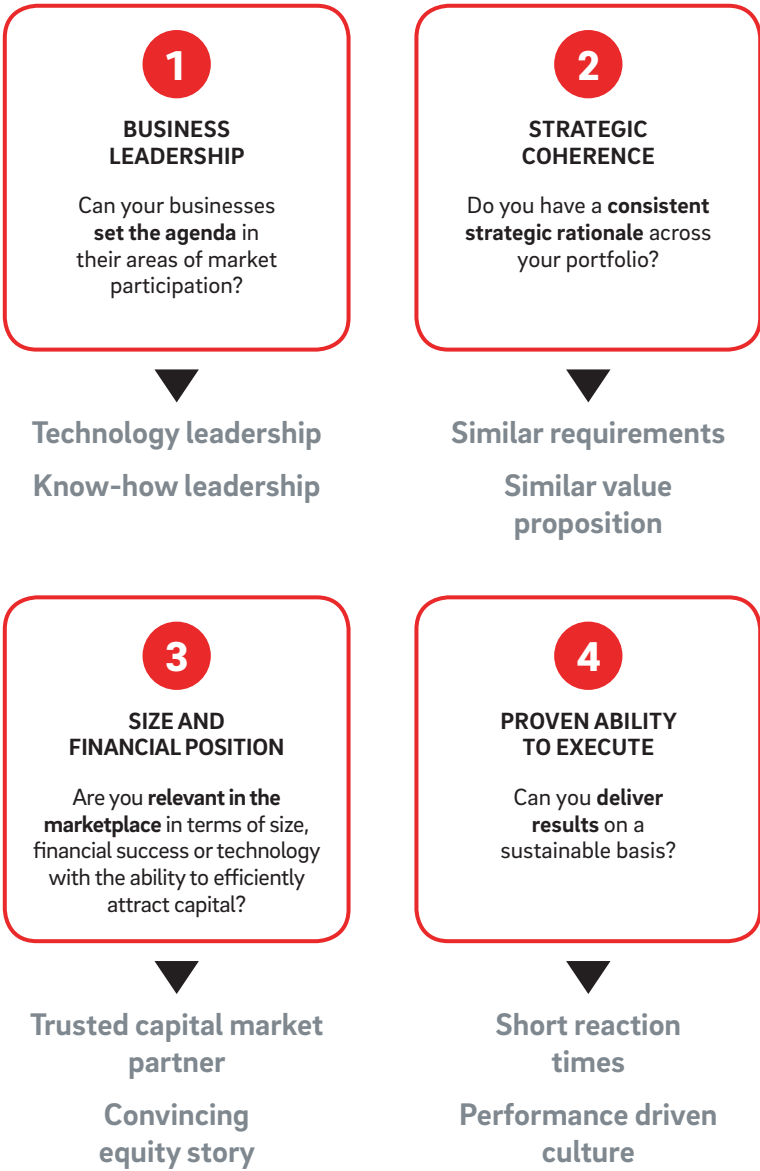 1
BUSINESS
LEADERSHIP
Can your businesses
set the agenda in
their areas of market
participation?
Technology leadership
Know-how leadership
2
STRATEGIC
COHERENCE
Do you have a consistent
strategic rationale across
your portfolio?
Similar requirements
Similar value
proposition
3
SIZE AND
FINANCIAL POSITION
Are you relevant in the
marketplace in terms of size,
financial success or technology
with the ability to efficiently
attract capital?
Trusted capital market
partner
Convincing
equity story
4
PROVEN ABILITY
TO EXECUTE
Can you deliver
results on a
sustainable basis?
Short reaction
times
Performance driven
culture